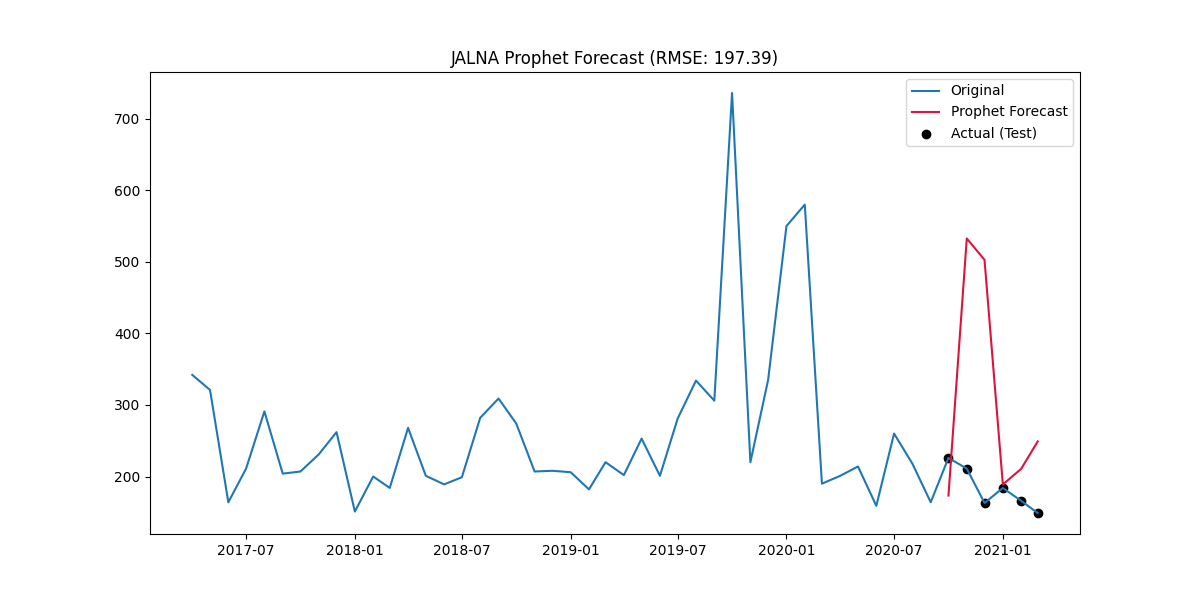 JALNA Prophet Forecast (RMSE: 197.39)
Original
Prophet Forecast
Actual (Test)
700
600
500
400
300
200
2017-07 2018-01 2018-07 2019-01 2019-07 2020-01 2020-07 2021-01